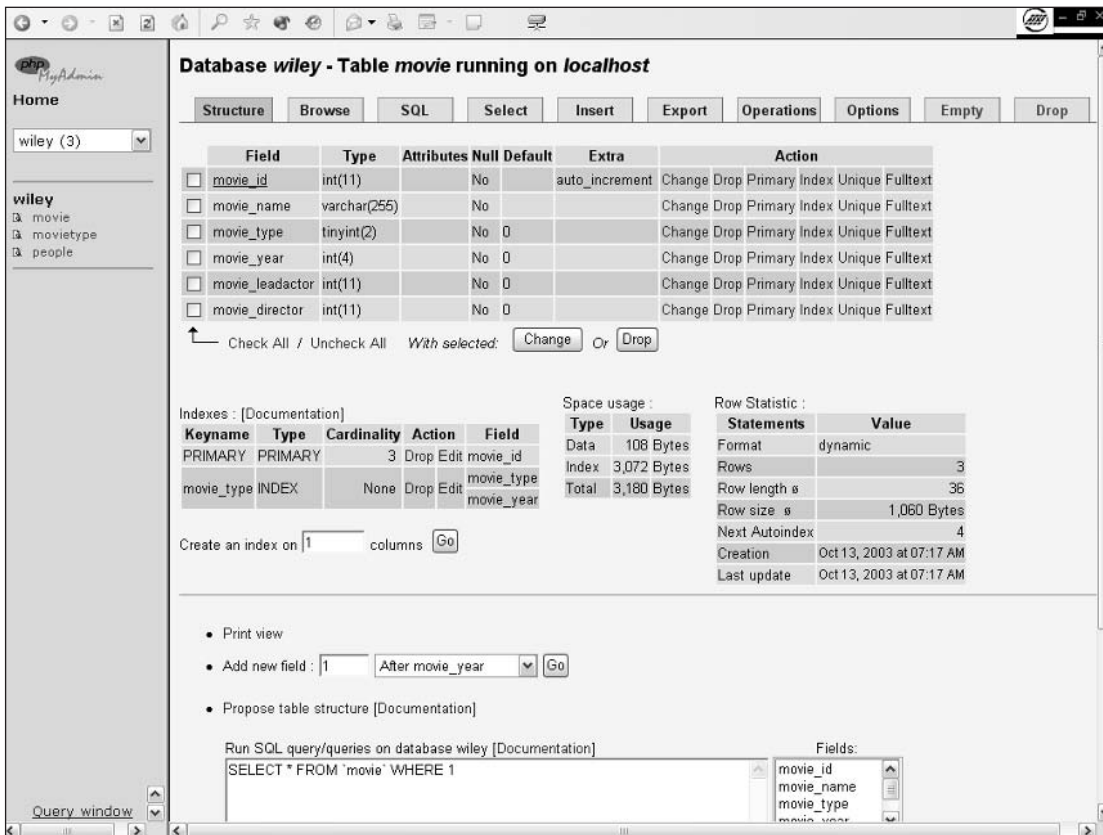 php
MyAdmin
Home
wiley (3)
wiley
movie
movietype
people
Query window
Database wiley - Table movie running on localhost
Structure Browse SQL Select Insert Export Operations Options Empty Drop
Field Type Attributes Null Default Extra Action
movie_id int(11) No auto_increment Change Drop Primary Index Unique Fulltext
movie_name varchar(255) No Change Drop Primary Index Unique Fulltext
movie_type tinyint(2) No 0 Change Drop Primary Index Unique Fulltext
movie_year int(4) No 0 Change Drop Primary Index Unique Fulltext
movie_leadactor int(11) No 0 Change Drop Primary Index Unique Fulltext
movie_director int(11) No 0 Change Drop Primary Index Unique Fulltext
Check All / Uncheck All With selected: Change Or Drop
Indexes : [Documentation]
Keyname Type Cardinality Action Field
PRIMARY PRIMARY 3 Drop Edit movie_id
movie_type INDEX None Drop Edit movie_type
movie_year
Create an index on 1 columns Go
Space usage :
Type Usage
Data 108 Bytes
Index 3,072 Bytes
Total 3,180 Bytes
Row Statistic :
Statements Value
Format dynamic
Rows 3
Row length ø 36
Row size ø 1,060 Bytes
Next Autoindex 4
Creation Oct 13, 2003 at 07:17 AM
Last update Oct 13, 2003 at 07:17 AM
Print view
Add new field : 1 After movie_year Go
Propose table structure [Documentation]
Run SQL query/queries on database wiley [Documentation]
SELECT * FROM `movie` WHERE 1
Fields:
movie_id
movie_name
movie_type
movie_year